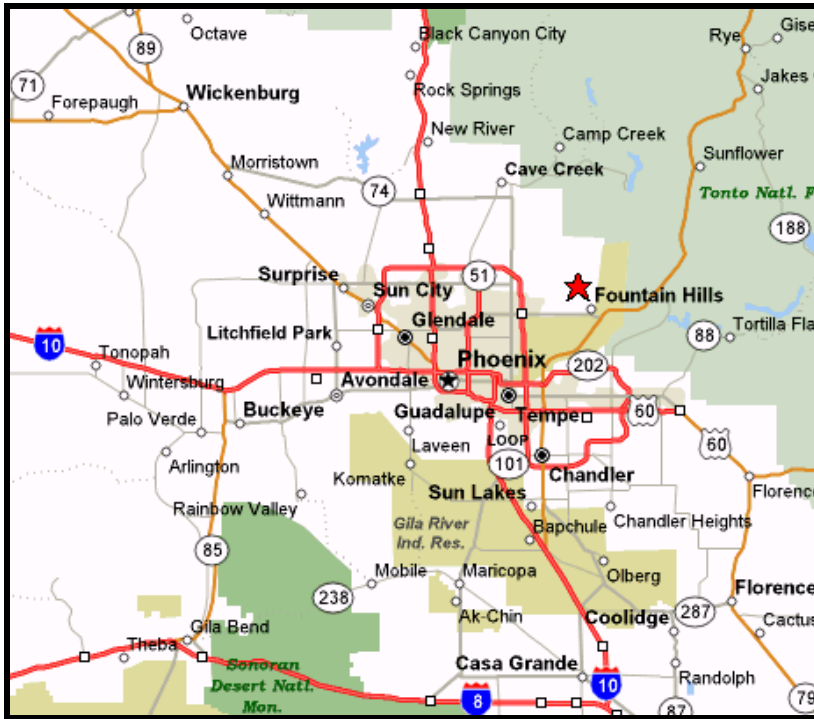 Octave
Black Canyon City
Rye
Gise
89
71
Rock Springs
Jakes
Wickenburg
Forepaugh
New River
Camp Creek
Morristown
Sunflower
Cave Creek
74
Tonto Natl. F
Wittmann
188
Surprise
51
Sun City
Fountain Hills
Litchfield Park
Glendale
88
Tortilla Fla
10
Tonopah
Phoenix
202
Wintersburg
Avondale
Buckeye
Guadalupe
Tempe
60
Palo Verde
Laveen
LOOP
101
60
Arlington
Komatke
Chandler
Rainbow Valley
Sun Lakes
Florence
Gila River
Ind. Res.
Bapchule
Chandler Heights
85
Mobile
Maricopa
Olberg
238
Ak-Chin
Florence
287
Coolidge
Cactus
Gila Bend
Theba
Casa Grande
Randolph
Sonoran
Desert Natl.
Mon.
8
10
87
79